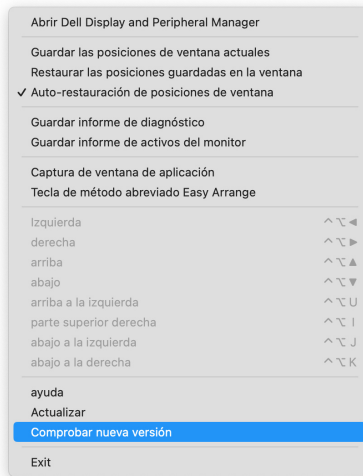 Abrir Dell Display and Peripheral Manager
Guardar las posiciones de ventana actuales
Restaurar las posiciones guardadas en la ventana
✓ Auto-restauración de posiciones de ventana
Guardar informe de diagnóstico
Guardar informe de activos del monitor
Captura de ventana de aplicación
Tecla de método abreviado Easy Arrange
Izquierda ^⌥◀
derecha ^⌥▶
arriba ^⌥▲
abajo ^⌥▼
arriba a la izquierda ^⌥U
parte superior derecha ^⌥I
abajo a la izquierda ^⌥J
abajo a la derecha ^⌥K
ayuda
Actualizar
Comprobar nueva versión
Exit